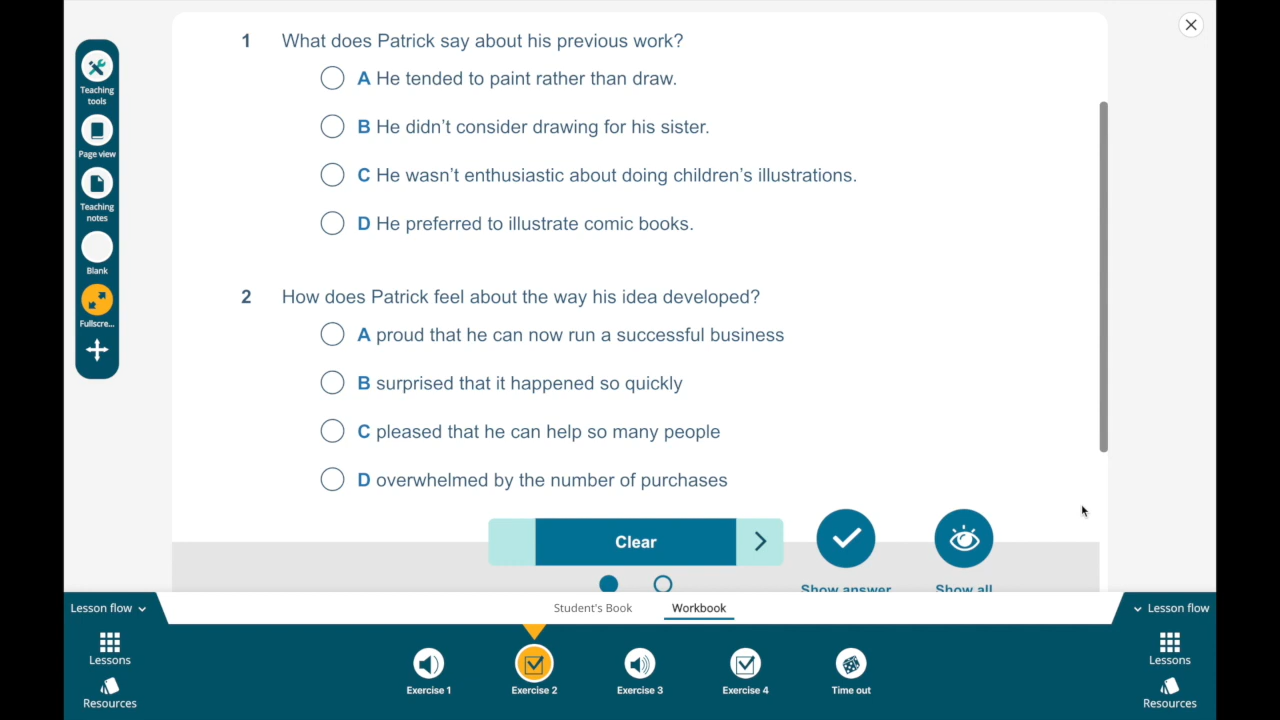 1 What does Patrick say about his previous work?
A He tended to paint rather than draw.
B He didn't consider drawing for his sister.
C He wasn't enthusiastic about doing children's illustrations.
D He preferred to illustrate comic books.
2 How does Patrick feel about the way his idea developed?
A proud that he can now run a successful business
B surprised that it happened so quickly
C pleased that he can help so many people
D overwhelmed by the number of purchases
Clear
Show answer
Show all
Teaching
tools
Page view
Teaching
notes
Blank
Fullscre...
Lesson flow
Student's Book
Workbook
Lesson flow
Lessons
Resources
Exercise 1
Exercise 2
Exercise 3
Exercise 4
Time out
Lessons
Resources